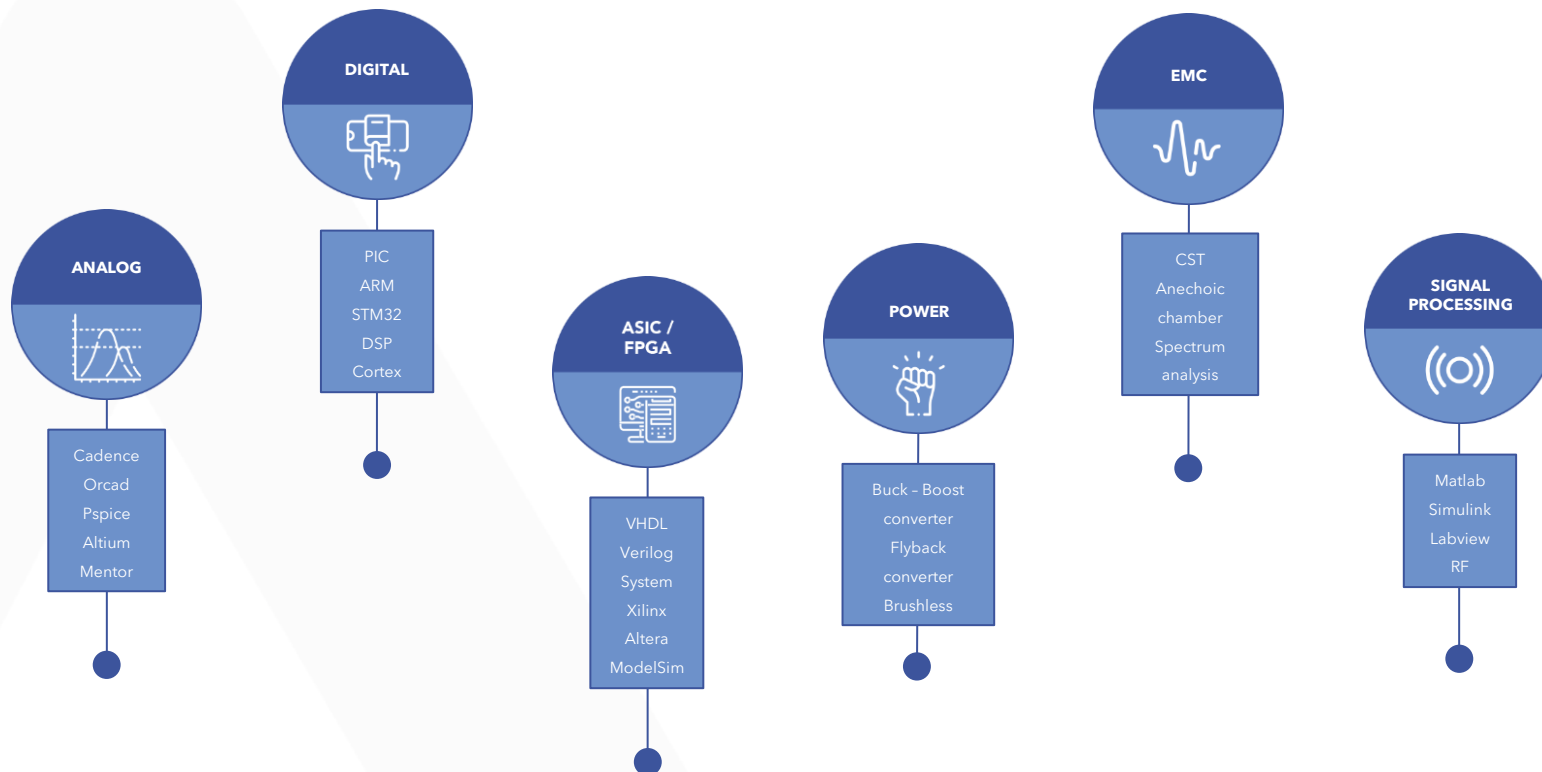 ANALOG
Cadence
Orcad
Pspice
Altium
Mentor
DIGITAL
PIC
ARM
STM32
DSP
Cortex
ASIC /
FPGA
VHDL
Verilog
System
Xilinx
Altera
ModelSim
POWER
Buck – Boost
converter
Flyback
converter
Brushless
EMC
CST
Anechoic
chamber
Spectrum
analysis
SIGNAL
PROCESSING
Matlab
Simulink
Labview
RF